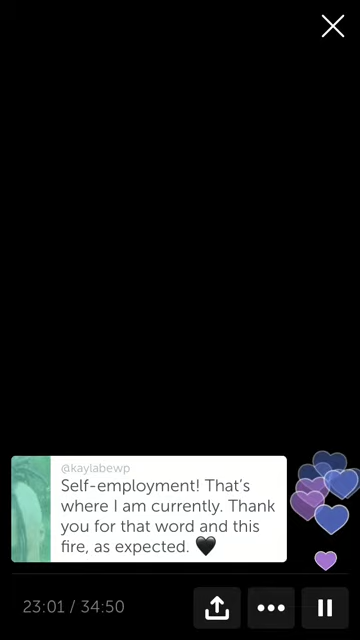 @kaylabewp
Self-employment! That's
where I am currently. Thank
you for that word and this
fire, as expected. 🖤
23:01 / 34:50